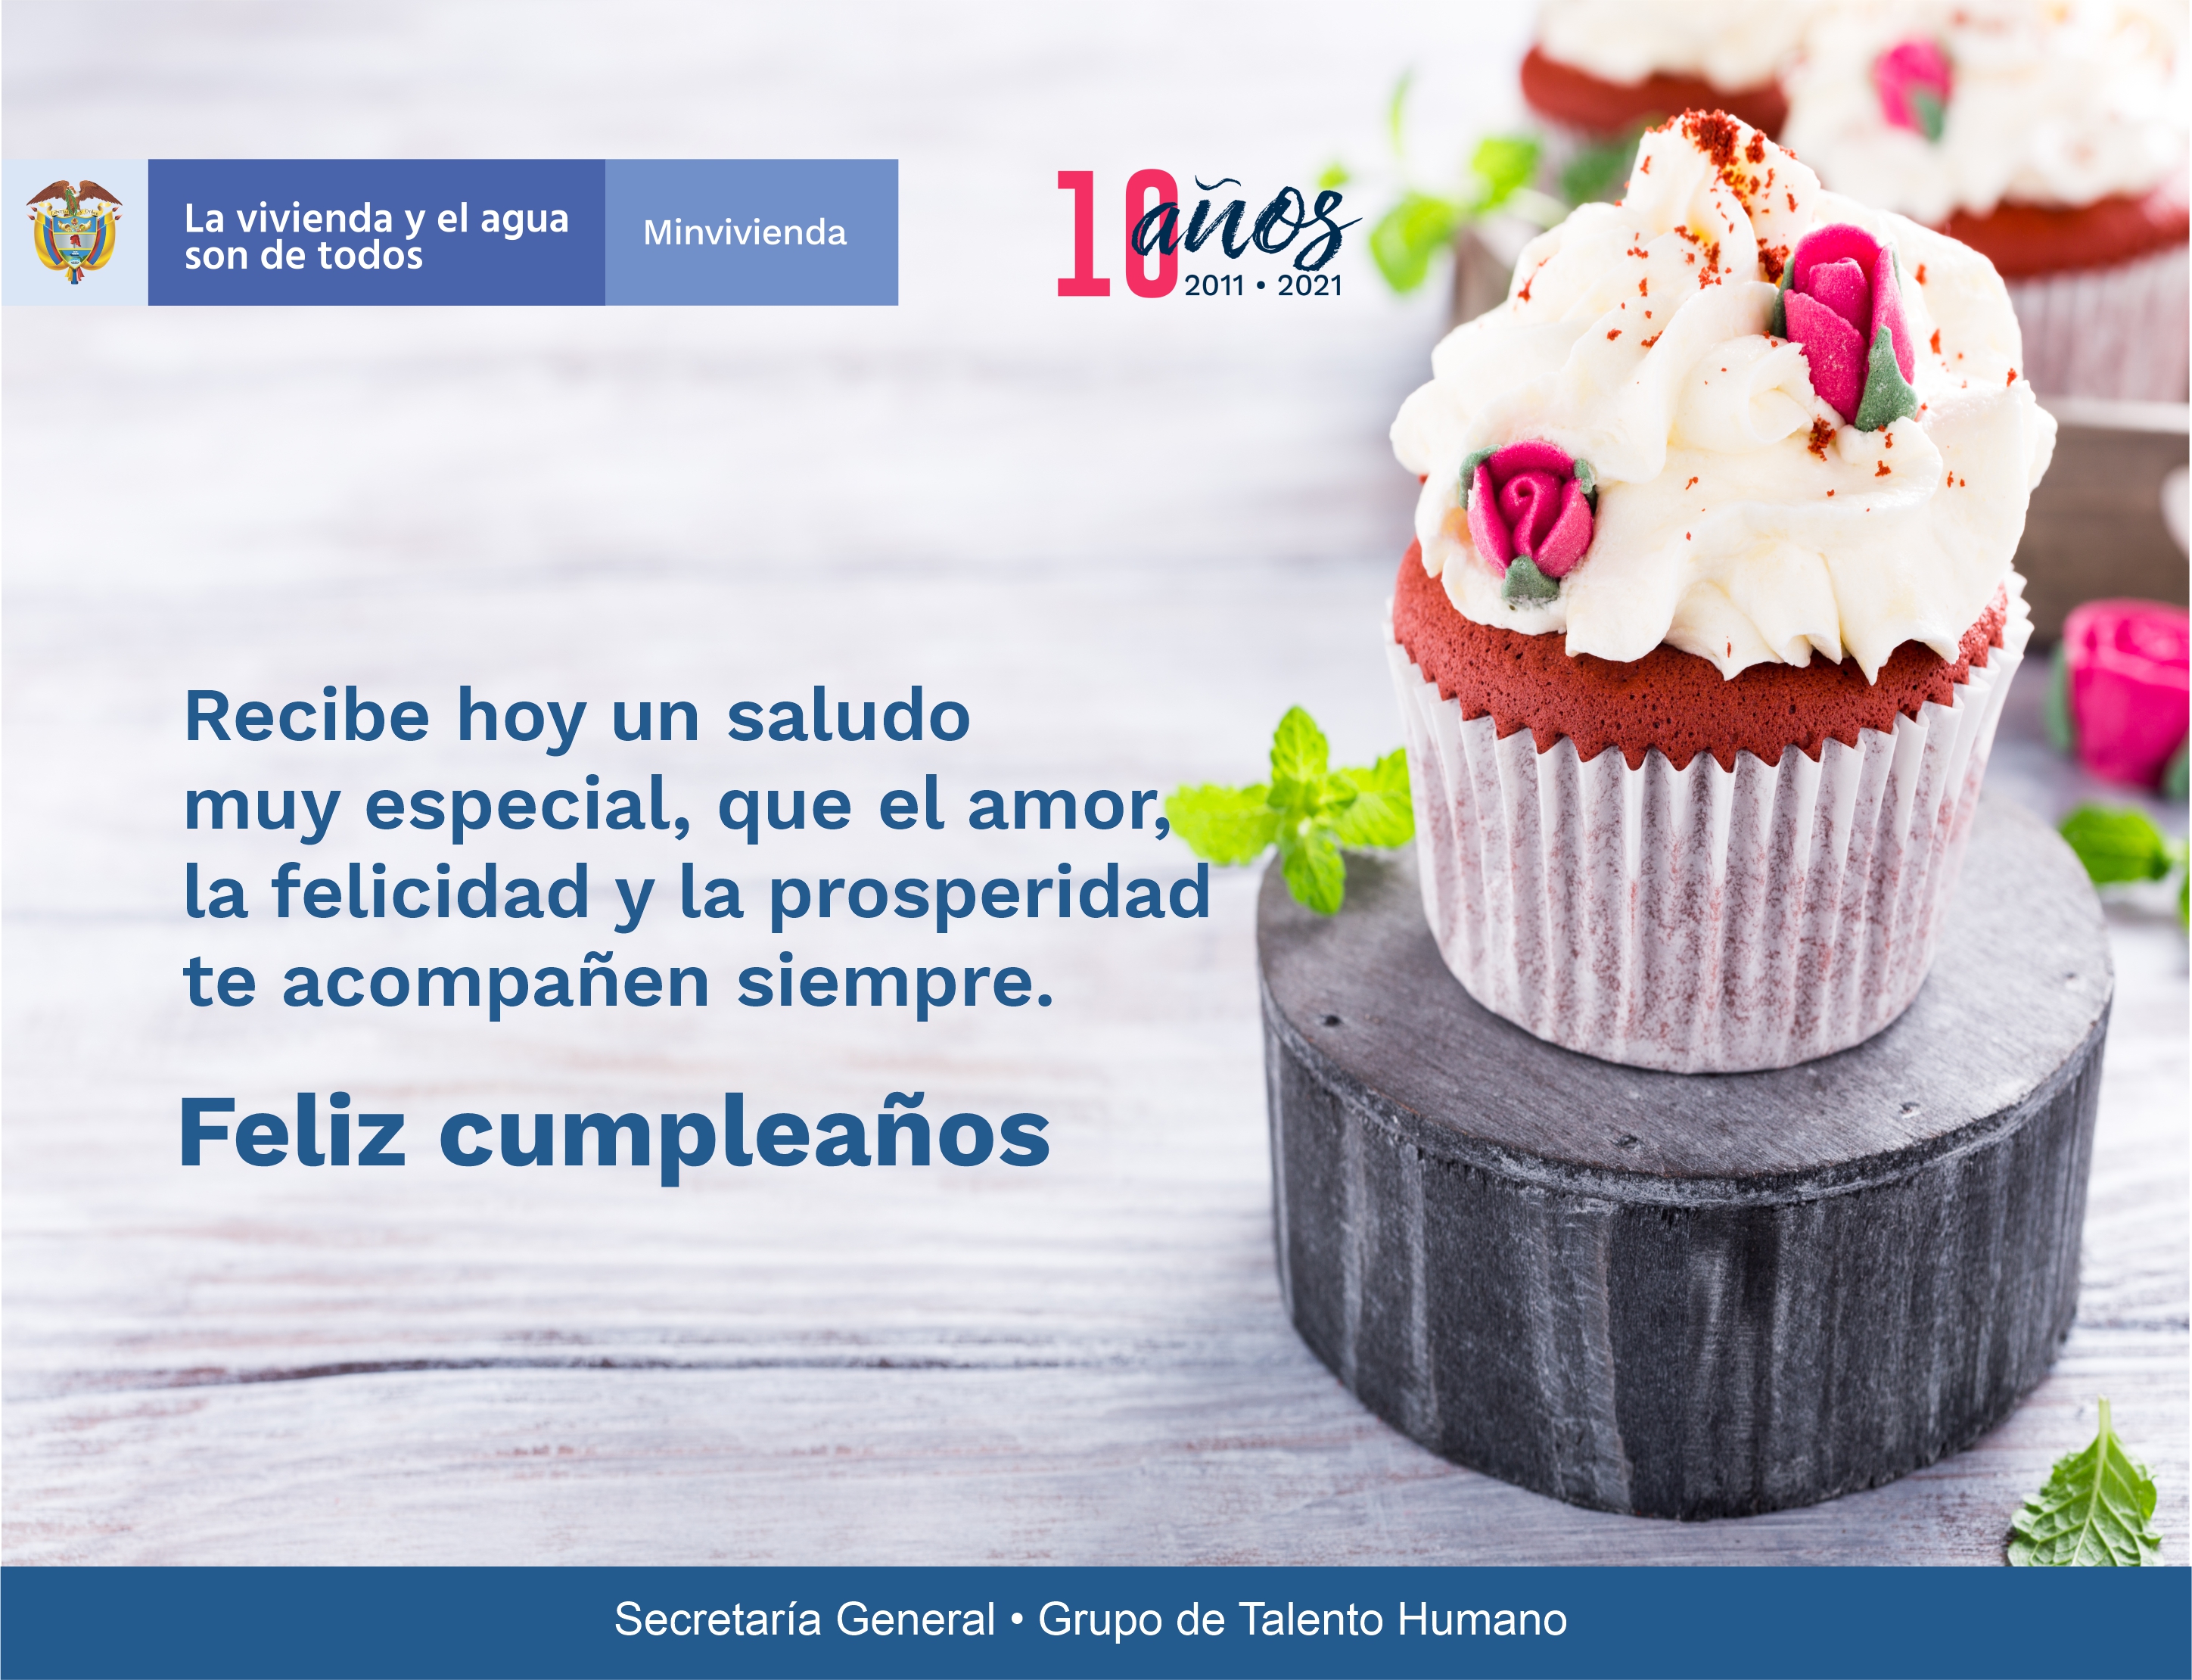 La vivienda y el agua
son de todos
Minvivienda
10 años
2011 • 2021
Recibe hoy un saludo
muy especial, que el amor,
la felicidad y la prosperidad
te acompañen siempre.
Feliz cumpleaños
Secretaría General • Grupo de Talento Humano